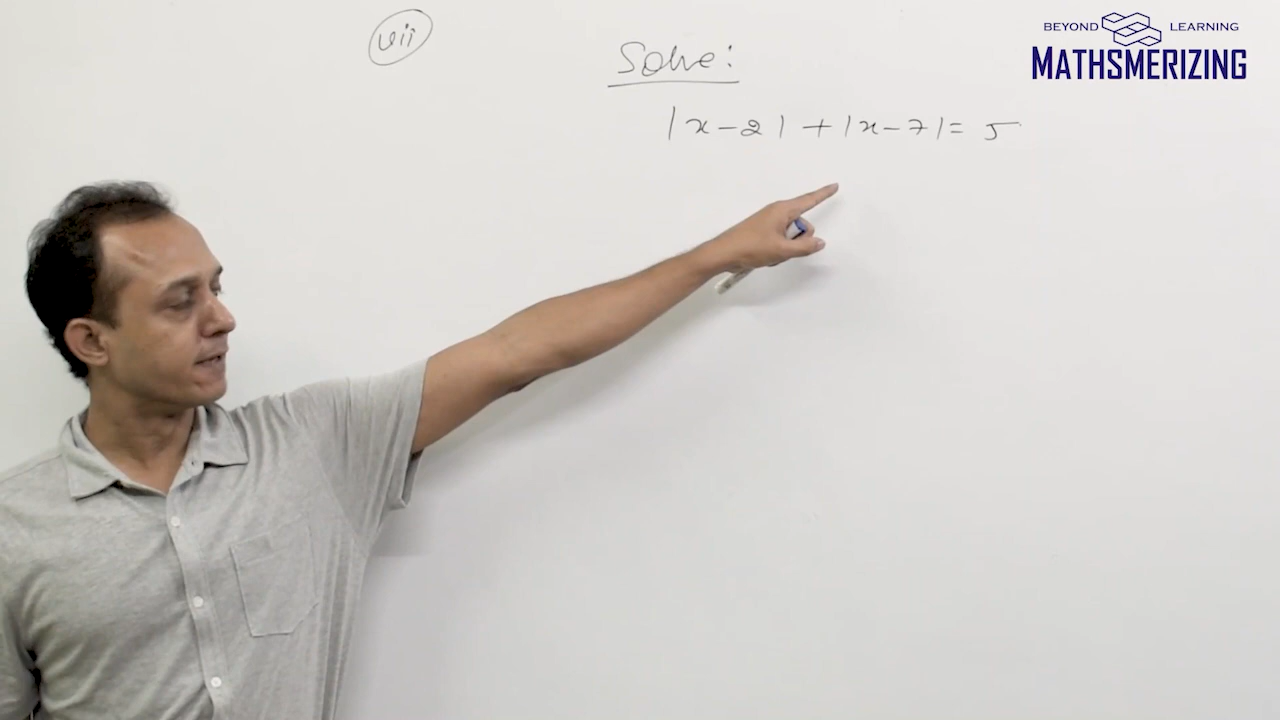 vii
Solve:
|x-2| + |x-7| = 5
BEYOND LEARNING
MATHSMERIZING